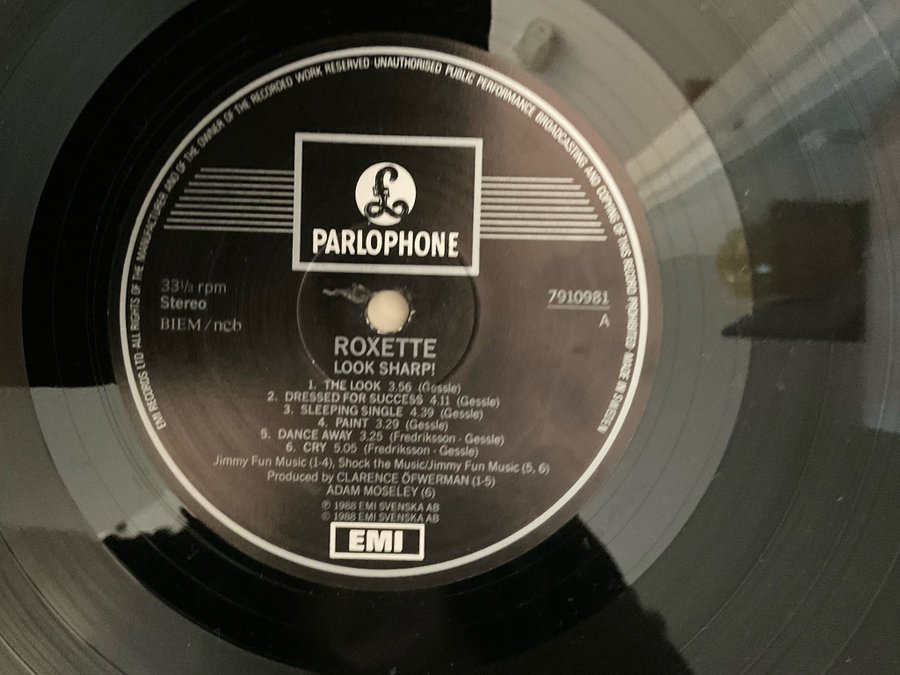 EMI RECORDS LTD ALL RIGHTS OF THE MANUFACTURER AND OF THE OWNER OF THE RECORDED WORK RESERVED UNAUTHORISED PUBLIC PERFORMANCE BROADCASTING AND COPYING OF THIS RECORD PROHIBITED MADE IN SWEDEN
£
PARLOPHONE
33⅓ rpm
Stereo
BIEM/ncb
7910981
A
ROXETTE
LOOK SHARP!
1. THE LOOK 3.56 (Gessle)
2. DRESSED FOR SUCCESS 4.11 (Gessle)
3. SLEEPING SINGLE 4.39 (Gessle)
4. PAINT 3.29 (Gessle)
5. DANCE AWAY 3.25 (Fredriksson - Gessle)
6. CRY 5.05 (Fredriksson - Gessle)
Jimmy Fun Music (1-4), Shock the Music/Jimmy Fun Music (5, 6)
Produced by CLARENCE ÖFWERMAN (1-5)
ADAM MOSELEY (6)
℗ 1988 EMI SVENSKA AB
© 1988 EMI SVENSKA AB
EMI